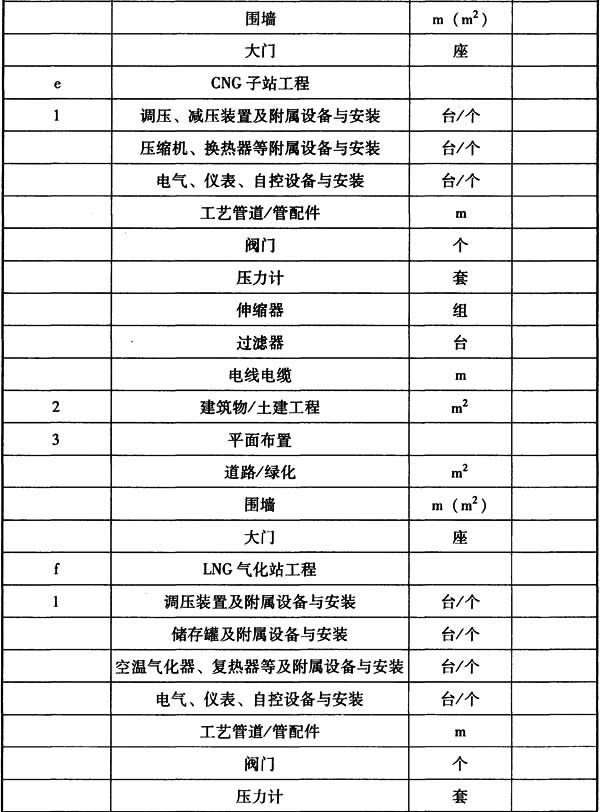 围墙 m（m²）
大门 座
e CNG 子站工程
1 调压、减压装置及附属设备与安装 台/个
压缩机、换热器等附属设备与安装 台/个
电气、仪表、自控设备与安装 台/个
工艺管道/管配件 m
阀门 个
压力计 套
伸缩器 组
过滤器 台
电线电缆 m
2 建筑物/土建工程 m²
3 平面布置
道路/绿化 m²
围墙 m（m²）
大门 座
f LNG 气化站工程
1 调压装置及附属设备与安装 台/个
储存罐及附属设备与安装 台/个
空温气化器、复热器等及附属设备与安装 台/个
电气、仪表、自控设备与安装 台/个
工艺管道/管配件 m
阀门 个
压力计 套